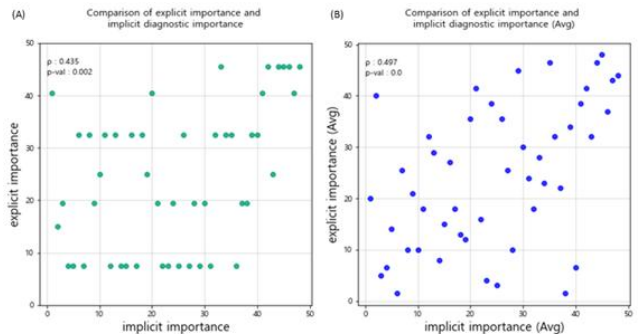 (A)
Comparison of explicit importance and
implicit diagnostic importance
ρ : 0.435
p-val : 0.002
50
40
30
20
10
0
explicit importance
0
10
20
30
40
50
implicit importance
(B)
Comparison of explicit importance and
implicit diagnostic importance (Avg)
ρ : 0.497
p-val : 0.0
50
40
30
20
10
0
explicit importance (Avg)
0
10
20
30
40
50
implicit importance (Avg)